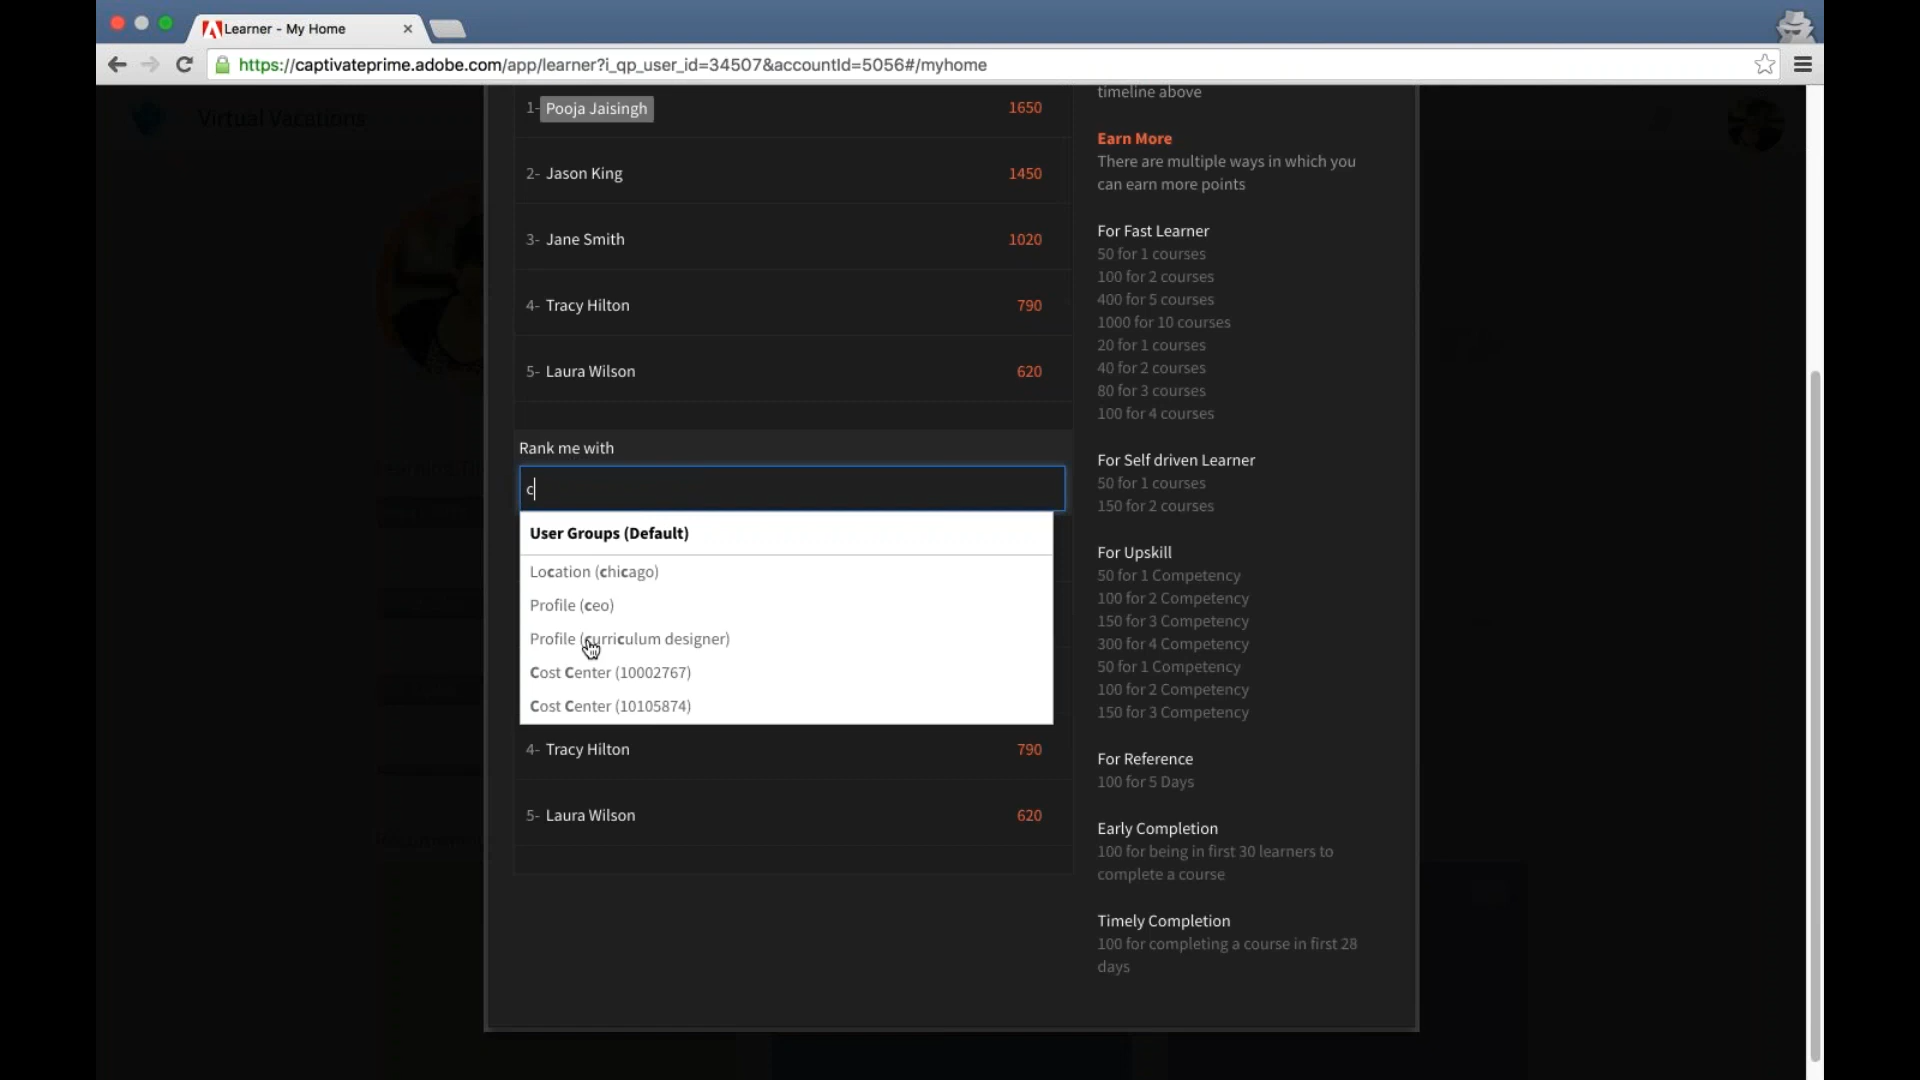 Learner - My Home
https://captivateprime.adobe.com/app/learner?i_qp_user_id=34507&accountId=5056#/myhome
Virtual Vacations
1- Pooja Jaisingh 1650
2- Jason King 1450
3- Jane Smith 1020
4- Tracy Hilton 790
5- Laura Wilson 620
Rank me with
c
User Groups (Default)
Location (chicago)
Profile (ceo)
Profile (curriculum designer)
Cost Center (10002767)
Cost Center (10105874)
4- Tracy Hilton 790
5- Laura Wilson 620
timeline above
Earn More
There are multiple ways in which you
can earn more points
For Fast Learner
50 for 1 courses
100 for 2 courses
400 for 5 courses
1000 for 10 courses
20 for 1 courses
40 for 2 courses
80 for 3 courses
100 for 4 courses
For Self driven Learner
50 for 1 courses
150 for 2 courses
For Upskill
50 for 1 Competency
100 for 2 Competency
150 for 3 Competency
300 for 4 Competency
50 for 1 Competency
100 for 2 Competency
150 for 3 Competency
For Reference
100 for 5 Days
Early Completion
100 for being in first 30 learners to
complete a course
Timely Completion
100 for completing a course in first 28
days